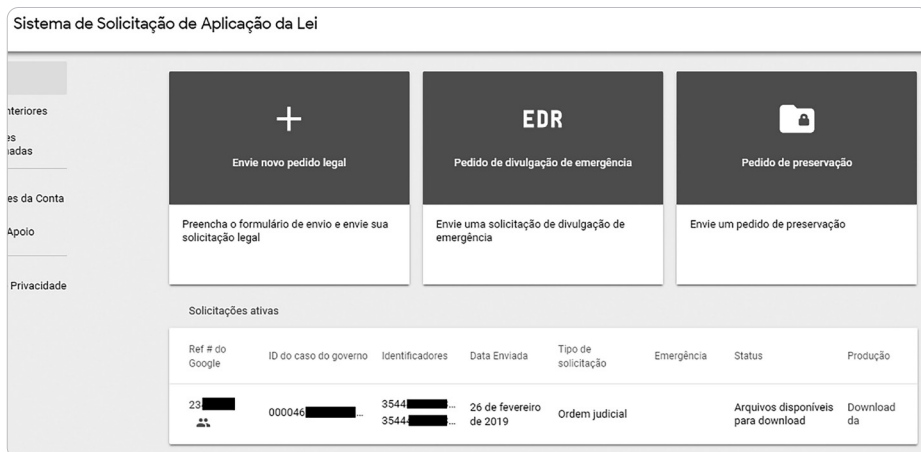 Sistema de Solicitação de Aplicação da Lei
nteriores
es
nadas
es da Conta
Apoio
Privacidade
Envie novo pedido legal
Preencha o formulário de envio e envie sua
solicitação legal
EDR
Pedido de divulgação de emergência
Envie uma solicitação de divulgação de
emergência
Pedido de preservação
Envie um pedido de preservação
Solicitações ativas
Ref # do
Google
ID do caso do governo
Identificadores
Data Enviada
Tipo de
solicitação
Emergência
Status
Produção
23
000046 ...
3544 ...
3544 ...
26 de fevereiro
de 2019
Ordem judicial
Arquivos disponíveis
para download
Download
da